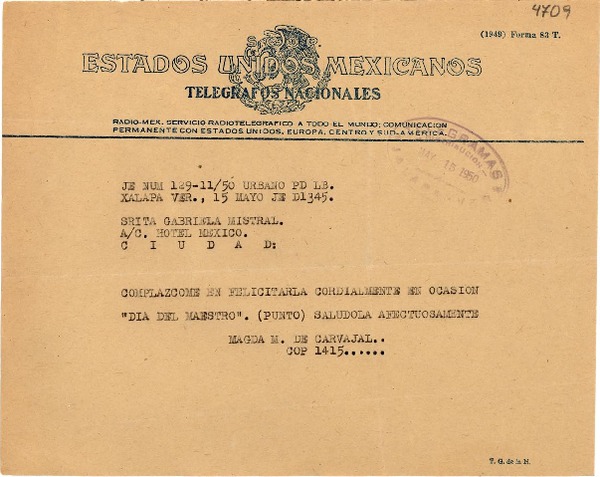 4709
(1949) Forma 83 T.
ESTADOS UNIDOS MEXICANOS
TELEGRAFOS NACIONALES
RADIO-MEX. SERVICIO RADIOTELEGRAFICO A TODO EL MUNDO; COMUNICACION
PERMANENTE CON ESTADOS UNIDOS, EUROPA, CENTRO Y SUD-AMERICA.
MAY 15 1950
JE NUM 129-11/50 URBANO PD LB.
XALAPA VER., 15 MAYO JE D1345.
SRITA GABRIELA MISTRAL.
A/C. HOTEL MEXICO.
C I U D A D:
COMPLAZCOME EN FELICITARLA CORDIALMENTE EN OCASION
"DIA DEL MAESTRO". (PUNTO) SALUDOLA AFECTUOSAMENTE
MAGDA M. DE CARVAJAL..
COP 1415......
T. G. de la N.